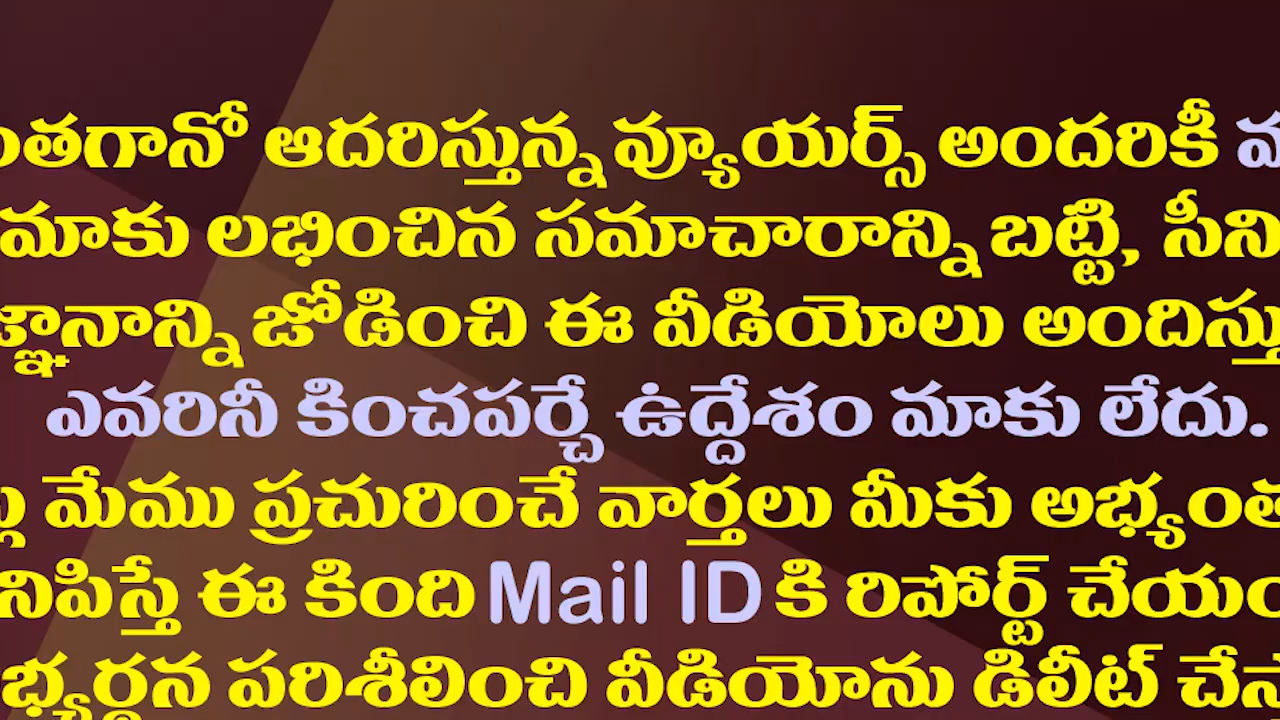 ంతగానో ఆదరిస్తున్న వ్యూయర్స్ అందరికీ
మాకు లభించిన సమాచారాన్ని బట్టి, సీని
జ్ఞానాన్ని జోడించి ఈ వీడియోలు అందిస్తు
ఎవరినీ కించపర్చే ఉద్దేశం మాకు లేదు.
మేము ప్రచురించే వార్తలు మీకు అభ్యంత
నిపిస్తే ఈ కింది Mail ID కి రిపోర్ట్ చేయం
భ్యర్థన పరిశీలించి వీడియోను డిలీట్ చేస